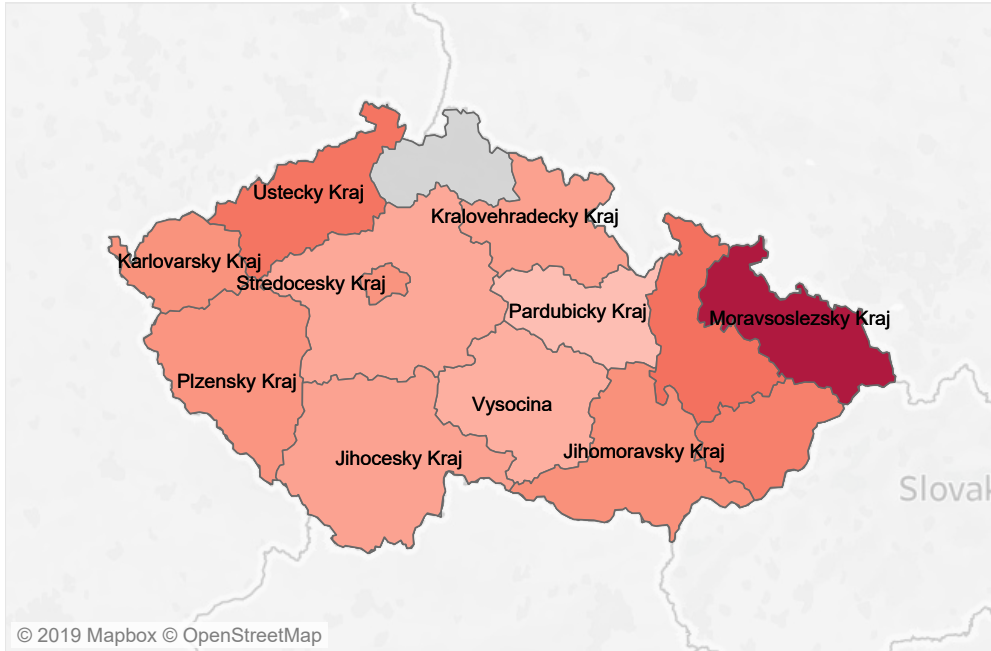 Ustecky Kraj
Kralovehradecky Kraj
Karlovarsky Kraj
Stredocesky Kraj
Pardubicky Kraj
Moravsoslezsky Kraj
Plzensky Kraj
Vysocina
Jihomoravsky Kraj
Jihocesky Kraj
Slovak
© 2019 Mapbox © OpenStreetMap